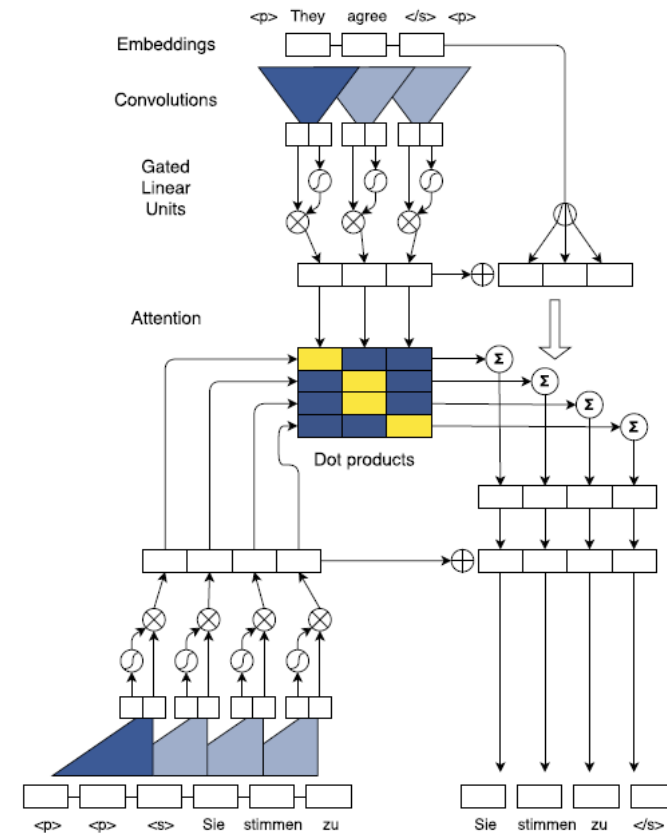 <p> They agree </s> <p>
Embeddings
Convolutions
Gated
Linear
Units
Attention
Σ
Σ
Σ
Σ
Dot products
<p> <p> <s> Sie stimmen zu
Sie stimmen zu </s>